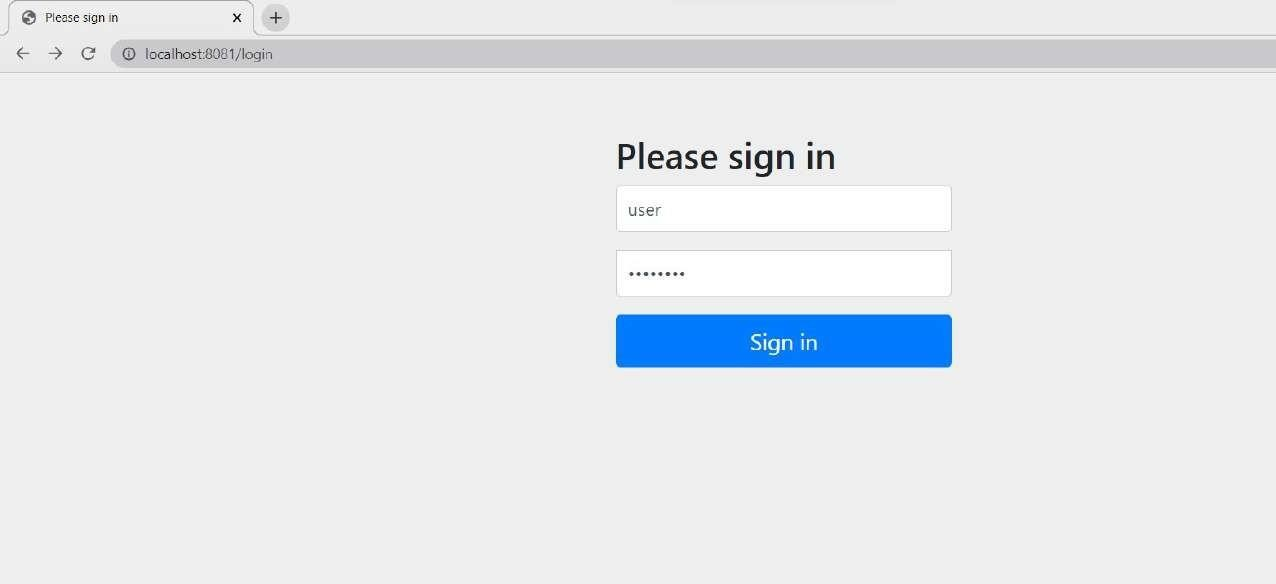 Please sign in
localhost:8081/login
Please sign in
user
••••••••
Sign in